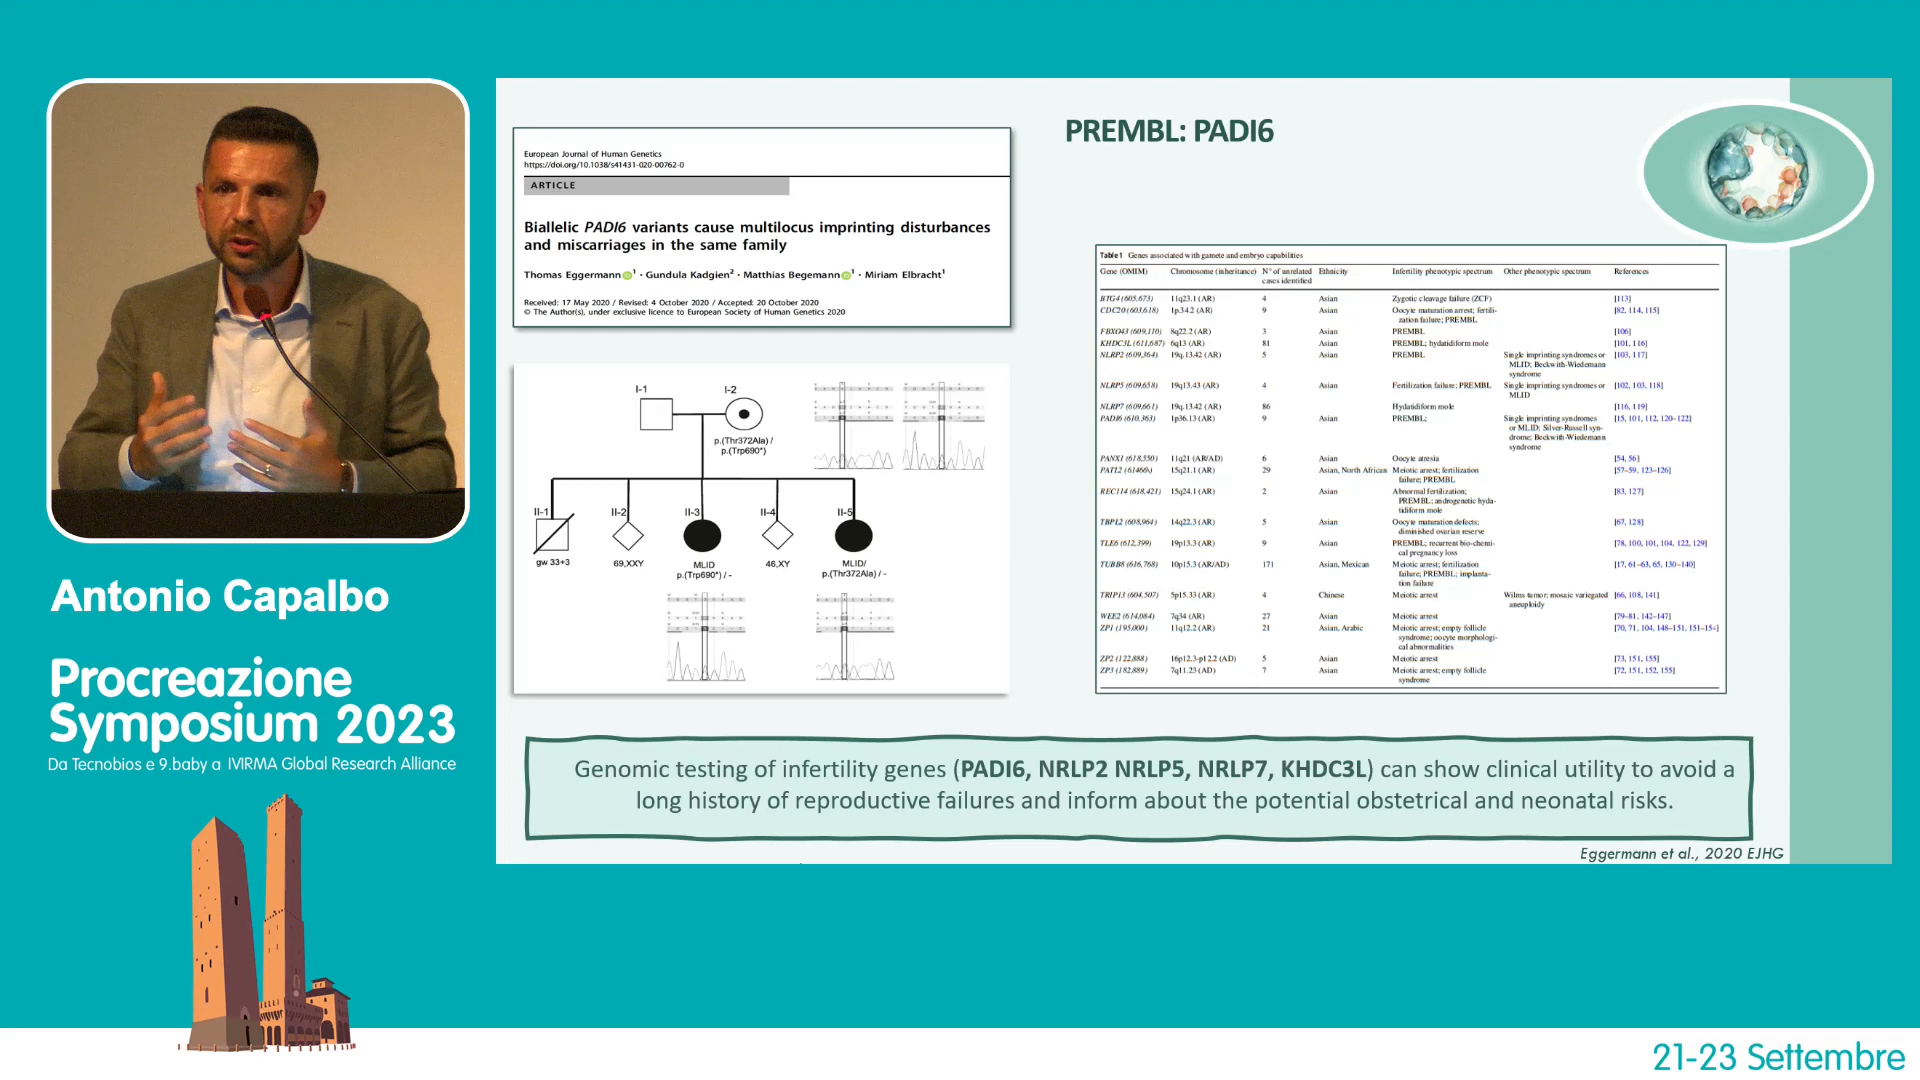 European Journal of Human Genetics
https://doi.org/10.1038/s41431-020-00762-0
ARTICLE
Biallelic PADI6 variants cause multilocus imprinting disturbances
and miscarriages in the same family
Thomas Eggermann 1 · Gundula Kadgien2 · Matthias Begemann 1 · Miriam Elbracht1
Received: 17 May 2020 / Revised: 4 October 2020 / Accepted: 20 October 2020
© The Author(s), under exclusive licence to European Society of Human Genetics 2020
I-1 I-2
p.(Thr372Ala) /
p.(Trp690*)
II-1 II-2 II-3 II-4 II-5
gw 33+3 69,XXY MLID 46,XY MLID/
p.(Trp690*) / - p.(Thr372Ala) / -
PREMBL: PADI6
Table 1 Genes associated with gamete and embryo capabilities
Gene (OMIM) Chromosome (inheritance) N° of unrelated Ethnicity Infertility phenotypic spectrum Other phenotypic spectrum References
cases identified
BTG4 (605,673) 11q23.1 (AR) 4 Asian Zygotic cleavage failure (ZCF) [113]
CDC20 (603,618) 1p34.2 (AR) 9 Asian Oocyte maturation arrest; fertili- [82, 114, 115]
zation failure; PREMBL
FBXO43 (609,110) 8q22.2 (AR) 3 Asian PREMBL [106]
KHDC3L (611,687) 6q13 (AR) 81 Asian PREMBL; hydatidiform mole [101, 116]
NLRP2 (609,364) 19q.13.42 (AR) 5 Asian PREMBL Single imprinting syndromes or [103, 117]
MLID; Beckwith-Wiedemann
syndrome
NLRP5 (609,658) 19q13.43 (AR) 4 Asian Fertilization failure; PREMBL Single imprinting syndromes or [102, 103, 118]
MLID
NLRP7 (609,661) 19q.13.42 (AR) 86 Asian Hydatidiform mole [116, 119]
PADI6 (610,363) 1p36.13 (AR) 9 Asian PREMBL; Single imprinting syndromes [15, 101, 112, 120–122]
or MLID; Silver-Russell syn-
drome; Beckwith-Wiedemann
syndrome
PANX1 (618,550) 11q21 (AR/AD) 6 Asian Oocyte atresia [54, 56]
PATL2 (61466) 15q21.1 (AR) 29 Asian, North African Meiotic arrest; fertilization [57–59, 123–126]
failure; PREMBL
REC114 (618,421) 15q24.1 (AR) 2 Asian Abnormal fertilization; [83, 127]
PREMBL; androgenetic hyda-
tidiform mole
TBPL2 (608,964) 14q22.3 (AR) 5 Asian Oocyte maturation defects; [67, 128]
diminished ovarian reserve
TLE6 (612,399) 19p13.3 (AR) 9 Asian PREMBL; recurrent bio-chemi- [78, 100, 101, 104, 122, 129]
cal pregnancy loss
TUBB8 (616,768) 10p15.3 (AR/AD) 171 Asian, Mexican Meiotic arrest; fertilization [17, 61–63, 65, 130–140]
failure; PREMBL; implanta-
tion failure
TRIP13 (604,507) 5p15.33 (AR) 4 Chinese Meiotic arrest Wilms tumor; mosaic variegated [66, 108, 141]
aneuploidy
WEE2 (614,084) 7q34 (AR) 27 Asian Meiotic arrest [79–81, 142–147]
ZP1 (195,000) 11q12.2 (AR) 21 Asian, Arabic Meiotic arrest; empty follicle [70, 71, 104, 148–151, 151–154]
syndrome; oocyte morphologi-
cal abnormalities
ZP2 (122,888) 16p12.3-p12.2 (AD) 5 Asian Meiotic arrest [73, 151, 155]
ZP3 (182,889) 7q11.23 (AD) 7 Asian Meiotic arrest; empty follicle [72, 151, 152, 155]
syndrome
Genomic testing of infertility genes (PADI6, NRLP2 NRLP5, NRLP7, KHDC3L) can show clinical utility to avoid a
long history of reproductive failures and inform about the potential obstetrical and neonatal risks.
Eggermann et al., 2020 EJHG
Antonio Capalbo
Procreazione
Symposium 2023
Da Tecnobios e 9.baby a IVIRMA Global Research Alliance
21-23 Settembre